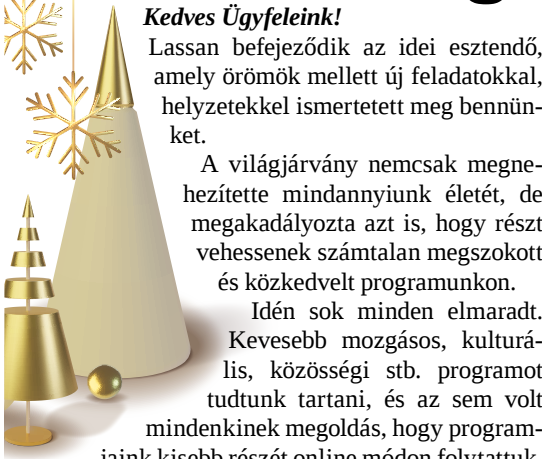 Kedves Ügyfeleink!
Lassan befejeződik az idei esztendő,
amely örömök mellett új feladatokkal,
helyzetekkel ismertetett meg bennün-
ket.
A világjárvány nemcsak megne-
hezítette mindannyiunk életét, de
megakadályozta azt is, hogy részt
vehessenek számtalan megszokott
és közkedvelt programunkon.
Idén sok minden elmaradt.
Kevesebb mozgásos, kulturá-
lis, közösségi stb. programot
tudtunk tartani, és az sem volt
mindenkinek megoldás, hogy program-
jaink kisebb részét online módon folytattuk.